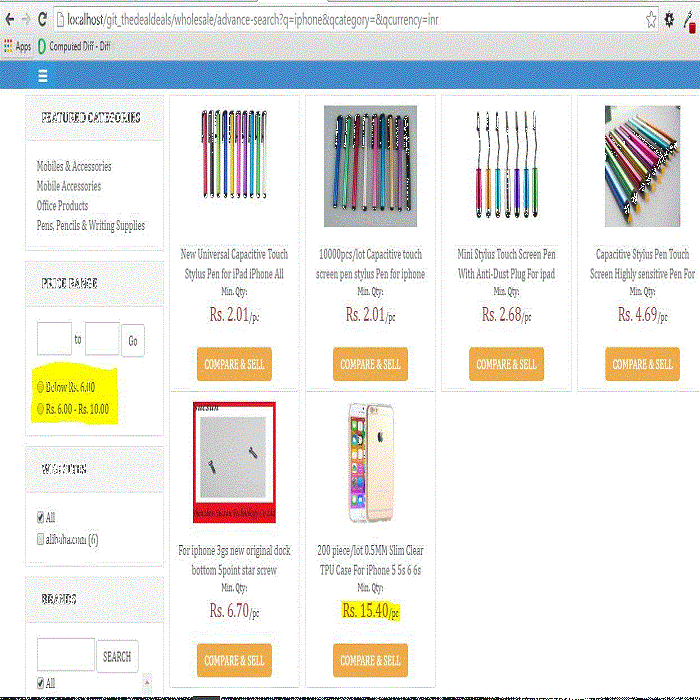 localhost/git_thedealdeals/wholesale/advance-search?q=iphone&qcategory=&qcurrency=inr
Apps Computed Diff - Diff
FEATURED CATEGORIES
Mobiles & Accessories
Mobile Accessories
Office Products
Pens, Pencils & Writing Supplies
PRICE RANGE
to Go
Below Rs. 6.00
Rs. 6.00 - Rs. 10.00
WEBSITES
All
alibaba.com (6)
BRANDS
SEARCH
All
New Universal Capacitive Touch
Stylus Pen for iPad iPhone All
Min. Qty:
Rs. 2.01/pc
COMPARE & SELL
10000pcs/lot Capacitive touch
screen pen stylus Pen for iphone
Min. Qty:
Rs. 2.01/pc
COMPARE & SELL
Mini Stylus Touch Screen Pen
With Anti-Dust Plug For ipad
Min. Qty:
Rs. 2.68/pc
COMPARE & SELL
Capacitive Stylus Pen Touch
Screen Highly sensitive Pen For
Min. Qty:
Rs. 4.69/pc
COMPARE & SELL
For iphone 3gs new original dock
bottom 5point star screw
Min. Qty:
Rs. 6.70/pc
COMPARE & SELL
200 piece/lot 0.5MM Slim Clear
TPU Case For iPhone 5 5s 6 6s
Min. Qty:
Rs. 15.40/pc
COMPARE & SELL